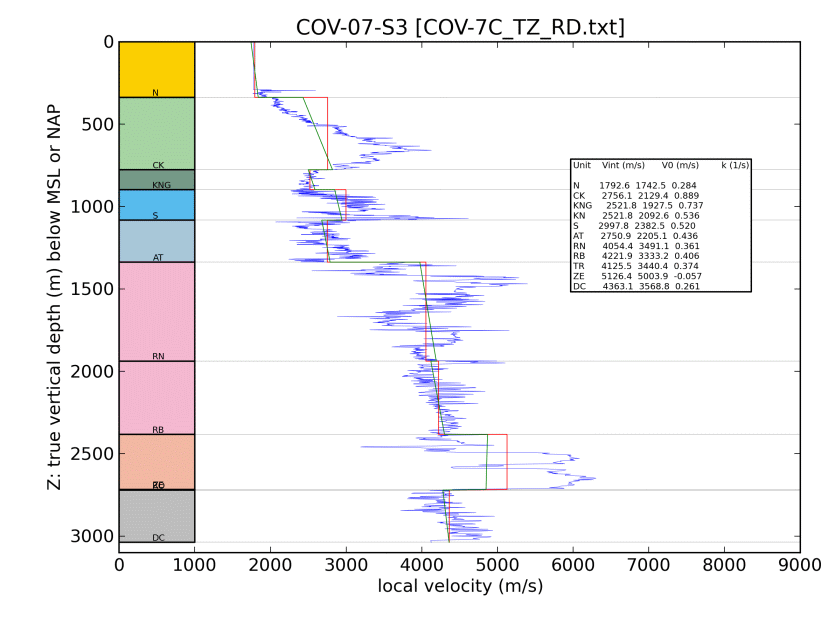 COV-07-S3 [COV-7C_TZ_RD.txt]
Z: true vertical depth (m) below MSL or NAP
0
500
1000
1500
2000
2500
3000
N
CK
KNG
S
AT
RN
RB
DC
Unit Vint (m/s) V0 (m/s) k (1/s)
N 1792.6 1742.5 0.284
CK 2756.1 2129.4 0.889
KNG 2521.8 1927.5 0.737
KN 2521.8 2092.6 0.536
S 2997.8 2382.5 0.520
AT 2750.9 2205.1 0.436
RN 4054.4 3491.1 0.361
RB 4221.9 3333.2 0.406
TR 4125.5 3440.4 0.374
ZE 5126.4 5003.9 -0.057
DC 4363.1 3568.8 0.261
0 1000 2000 3000 4000 5000 6000 7000 8000 9000
local velocity (m/s)